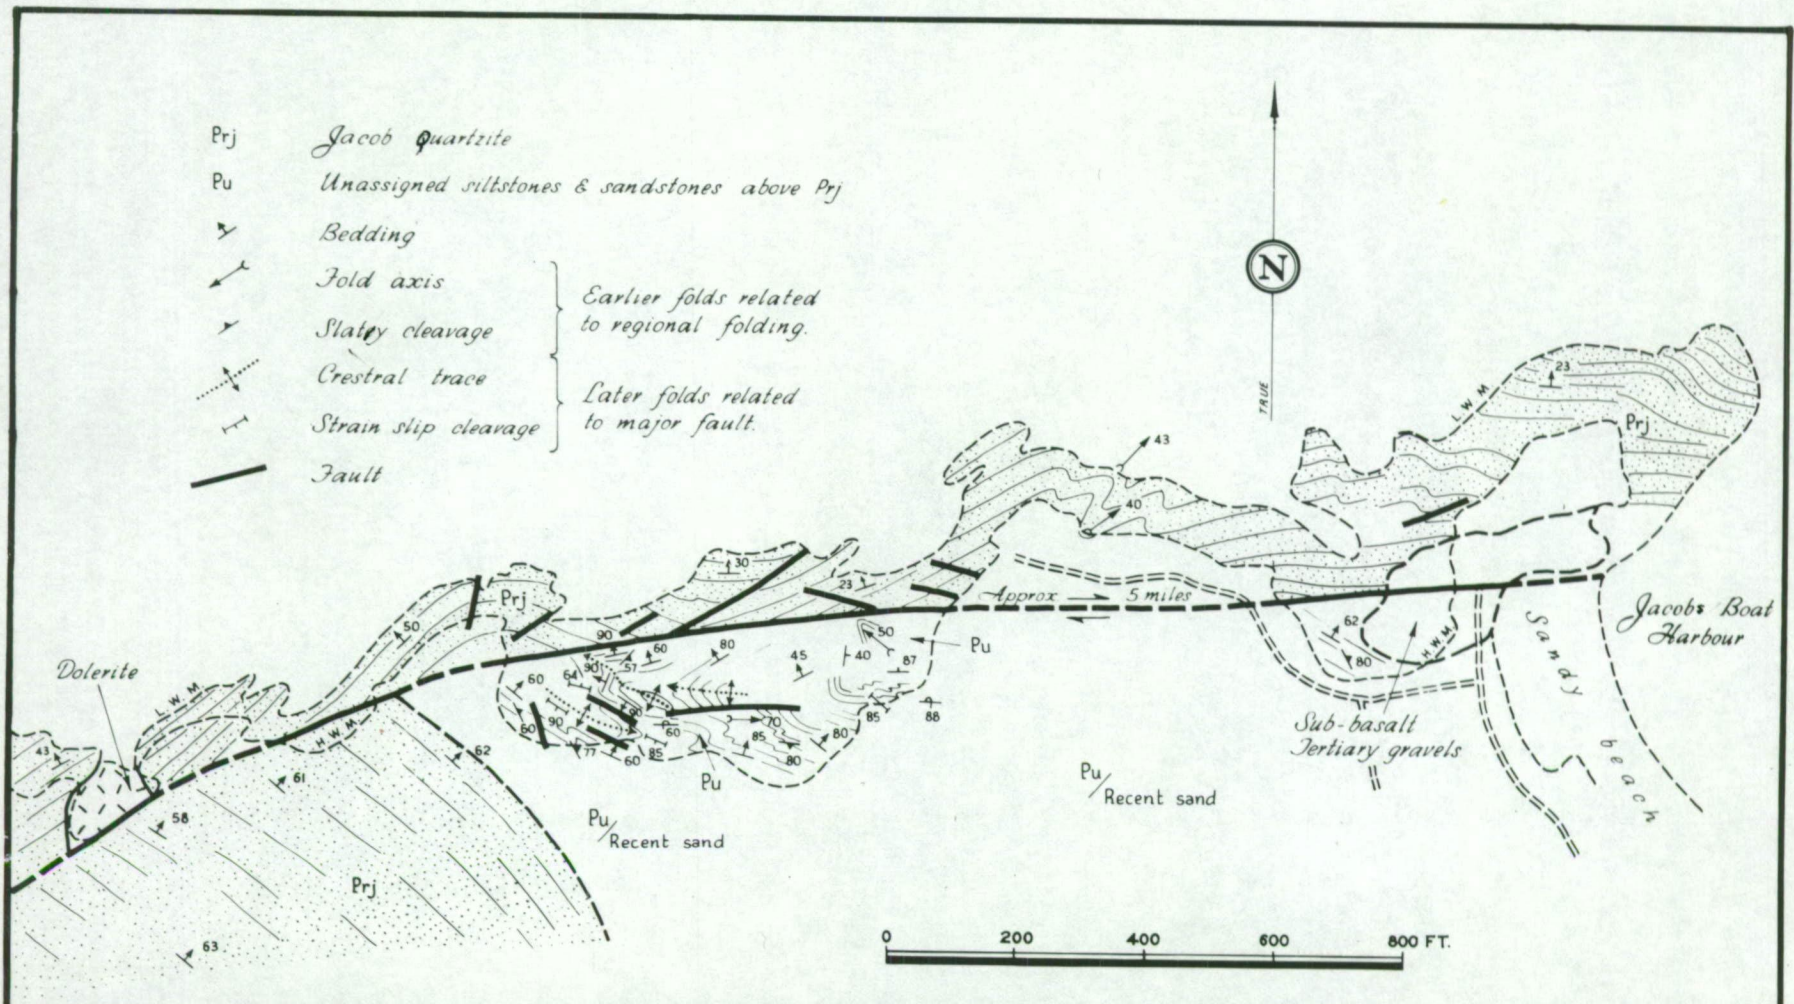 Prj Jacob Quartzite
Pu Unassigned siltstones & sandstones above Prj
Bedding
Fold axis
Slaty cleavage
Earlier folds related
to regional folding.
Crestral trace
Strain slip cleavage
Later folds related
to major fault.
Fault
N
TRUE
23
L. W. M
Prj
43
40
30
23
Approx 5 miles
Prj
50
90
60
80
50
Pu
62
80
H.W.M
Jacobs Boat
Harbour
Sandy beach
Sub-basalt
Tertiary gravels
Dolerite
L. W. M
H W M
43
57
90
64
60
45
40
87
85
88
90
60
90
60
70
85
80
80
77
60
85
Pu
62
61
58
63
Prj
Pu/Recent sand
Pu/Recent sand
0 200 400 600 800 FT.